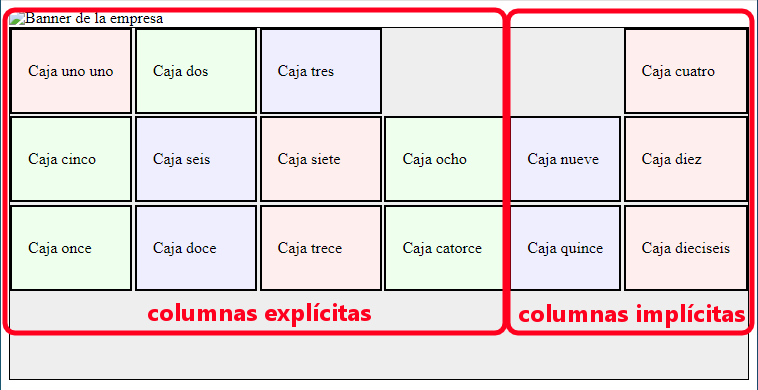 Banner de la empresa
Caja uno uno Caja dos Caja tres Caja cuatro
Caja cinco Caja seis Caja siete Caja ocho Caja nueve Caja diez
Caja once Caja doce Caja trece Caja catorce Caja quince Caja dieciseis
columnas explícitas columnas implícitas